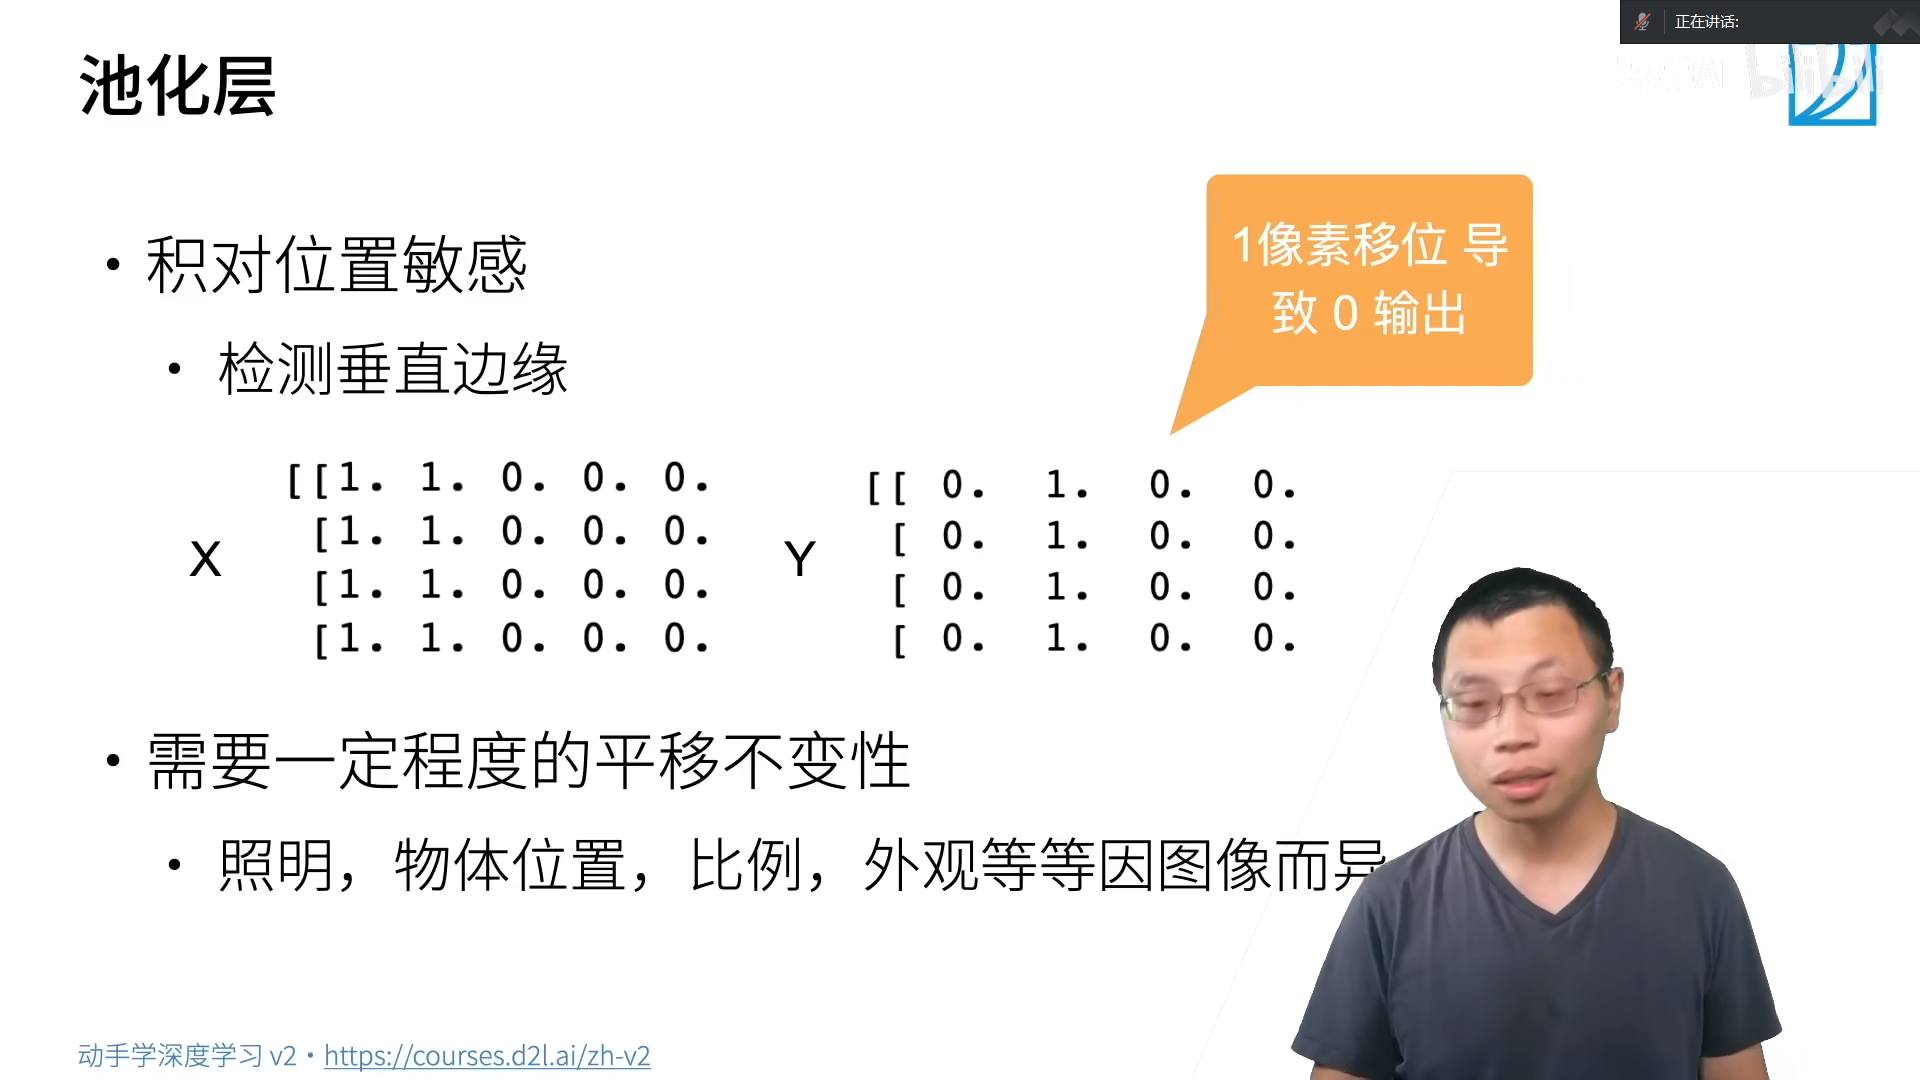 正在讲话:
池化层
bilibili
• 积对位置敏感
• 检测垂直边缘
1像素移位 导
致 0 输出
X
[[1. 1. 0. 0. 0.
[1. 1. 0. 0. 0.
[1. 1. 0. 0. 0.
[1. 1. 0. 0. 0.
Y
[[ 0. 1. 0. 0.
[ 0. 1. 0. 0.
[ 0. 1. 0. 0.
[ 0. 1. 0. 0.
• 需要一定程度的平移不变性
• 照明，物体位置，比例，外观等等因图像而异
动手学深度学习 v2 • https://courses.d2l.ai/zh-v2